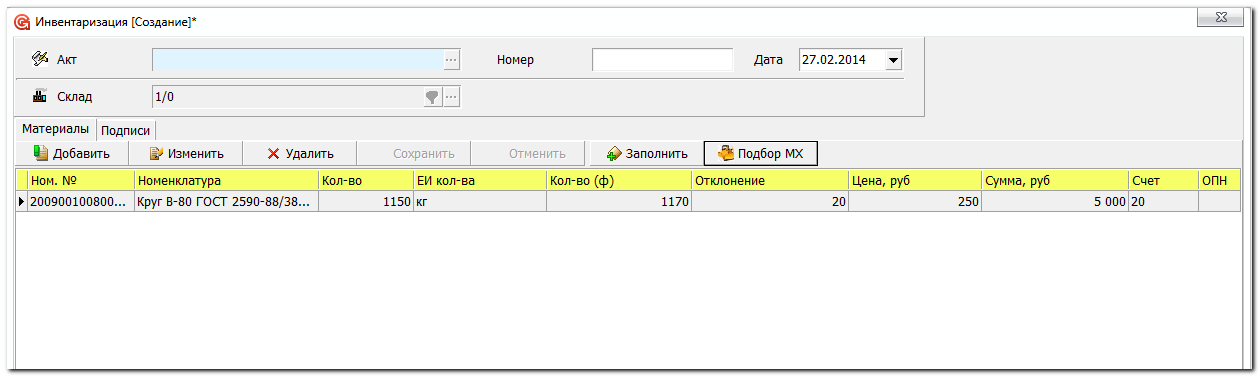 Инвентаризация [Создание]*
Акт ... Номер Дата 27.02.2014
Склад 1/0 ...
Материалы Подписи
Добавить Изменить Удалить Сохранить Отменить Заполнить Подбор МХ
Ном. № Номенклатура Кол-во ЕИ кол-ва Кол-во (ф) Отклонение Цена, руб Сумма, руб Счет ОПН
200900100800... Круг В-80 ГОСТ 2590-88/38... 1150 кг 1170 20 250 5 000 20